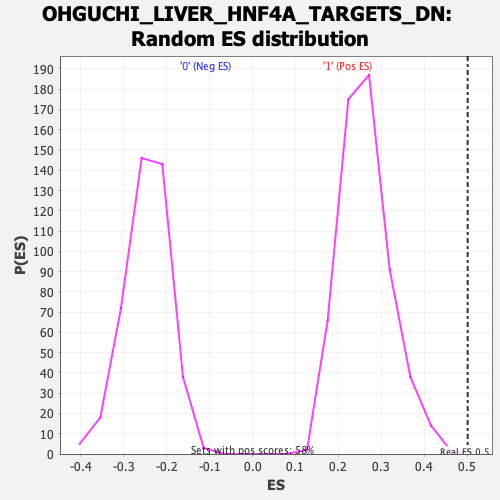 OHGUCHI_LIVER_HNF4A_TARGETS_DN:
Random ES distribution
'0' (Neg ES)
'1' (Pos ES)
190
180
170
160
150
140
130
120
110
100
90
80
70
60
50
40
30
20
10
0
P(ES)
Sets with pos scores: 58%
Real ES 0.5
-0.4 -0.3 -0.2 -0.1 0.0 0.1 0.2 0.3 0.4 0.5
ES